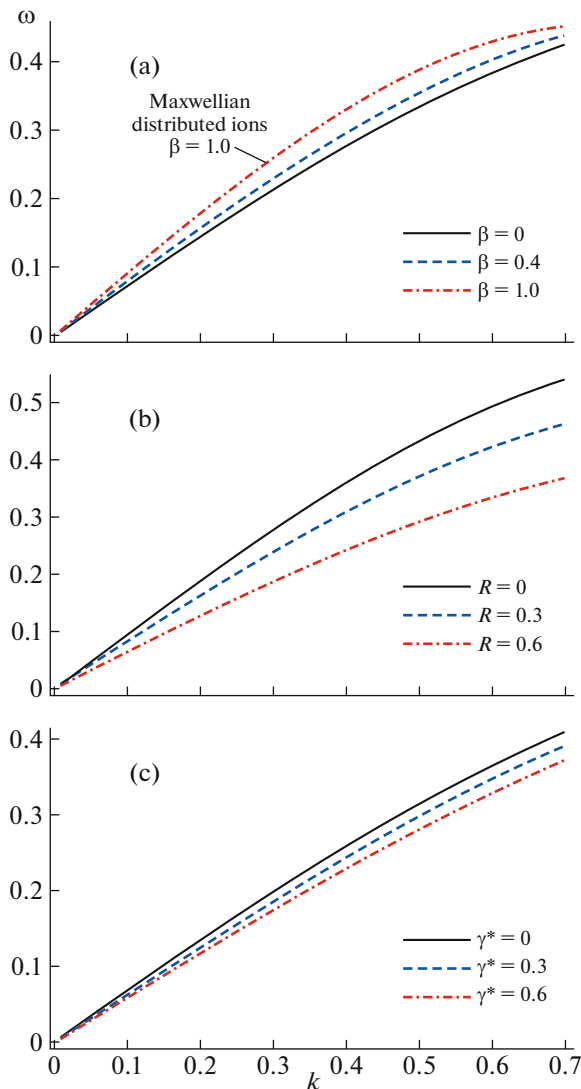 ω
(a)
0.4
Maxwellian
distributed ions
β = 1.0
0.3
0.2
β = 0
β = 0.4
0.1
β = 1.0
0
0.5
(b)
0.4
0.3
0.2
R = 0
R = 0.3
0.1
R = 0.6
0
0.4
(c)
0.3
0.2
γ* = 0
0.1
γ* = 0.3
γ* = 0.6
0
0 0.1 0.2 0.3 0.4 0.5 0.6 0.7
k